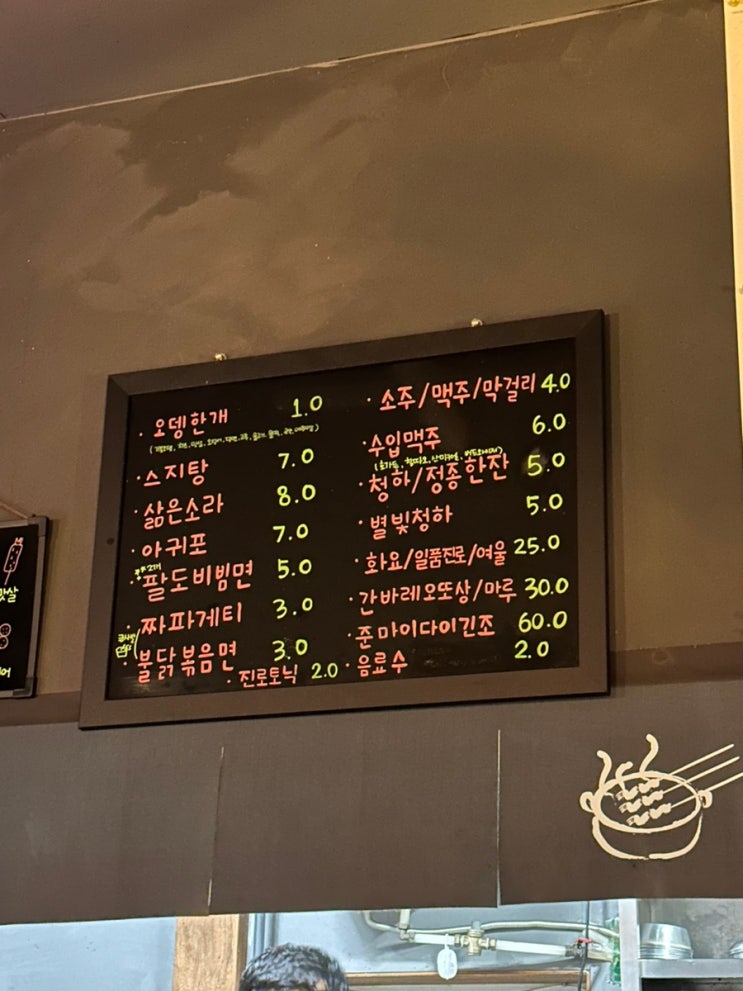 · 오뎅한개 1.0
· 스지탕 7.0
· 삶은소라 8.0
· 아귀포 7.0
· 팔도비빔면 5.0
· 짜파게티 3.0
· 불닭볶음면 3.0
· 진로토닉 2.0
· 소주/맥주/막걸리 4.0
· 수입맥주 6.0
· 청하/정종한잔 5.0
· 별빛청하 5.0
· 화요/일품진로/여울 25.0
· 간바레오또상/마루 30.0
· 준마이다이긴조 60.0
· 음료수 2.0
맛살